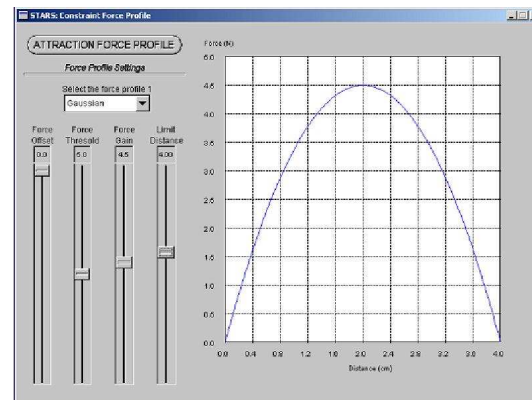 STARS: Constraint Force Profile
ATTRACTION FORCE PROFILE
Force Profile Settings
Select the force profile 1
Gaussian
Force Offset
Force Thresold
Force Gain
Limit Distance
0.0
5.0
4.5
4.00
Force (N)
5.0
4.5
4.0
3.5
3.0
2.5
2.0
1.5
1.0
0.5
0.0
0.0 0.4 0.8 1.2 1.6 2.0 2.4 2.8 3.2 3.6 4.0
Distance (cm)